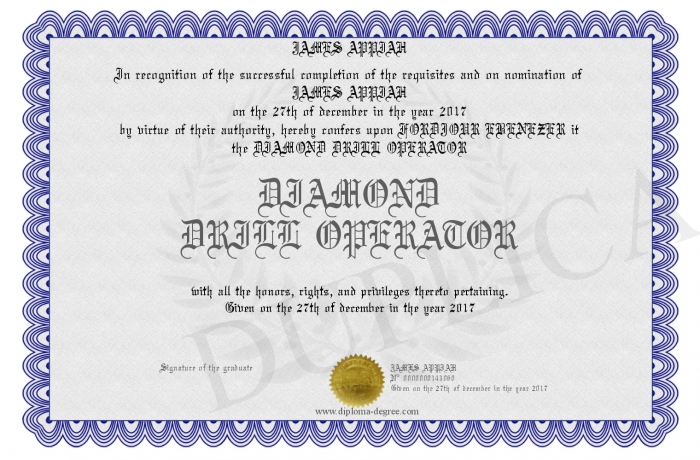 JAMES APPIAH
In recognition of the successful completion of the requisites and on nomination of
JAMES APPIAH
on the 27th of december in the year 2017
by virtue of their authority, hereby confers upon FORDJOUR EBENEZER it
the DIAMOND DRILL OPERATOR
DIAMOND
DRILL OPERATOR
with all the honors, rights, and privileges thereto pertaining.
Given on the 27th of december in the year 2017
Signature of the graduate
JAMES APPIAH
Given on the 27th of december in the year 2017
www.diploma-degree.com
DUPLICA